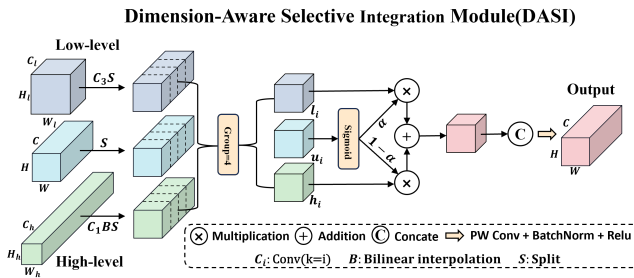 Dimension-Aware Selective Integration Module(DASI)
Low-level
C_l
H_l
W_l
C_3S
C
H
W
S
C_h
H_h
W_h
C_1BS
High-level
Group=4
l_i
u_i
h_i
Sigmoid
α
1 − α
×
+
×
C
Output
C
H
W
× Multiplication + Addition C Concate PW Conv + BatchNorm + Relu
C_i: Conv(k=i) B: Bilinear interpolation S: Split